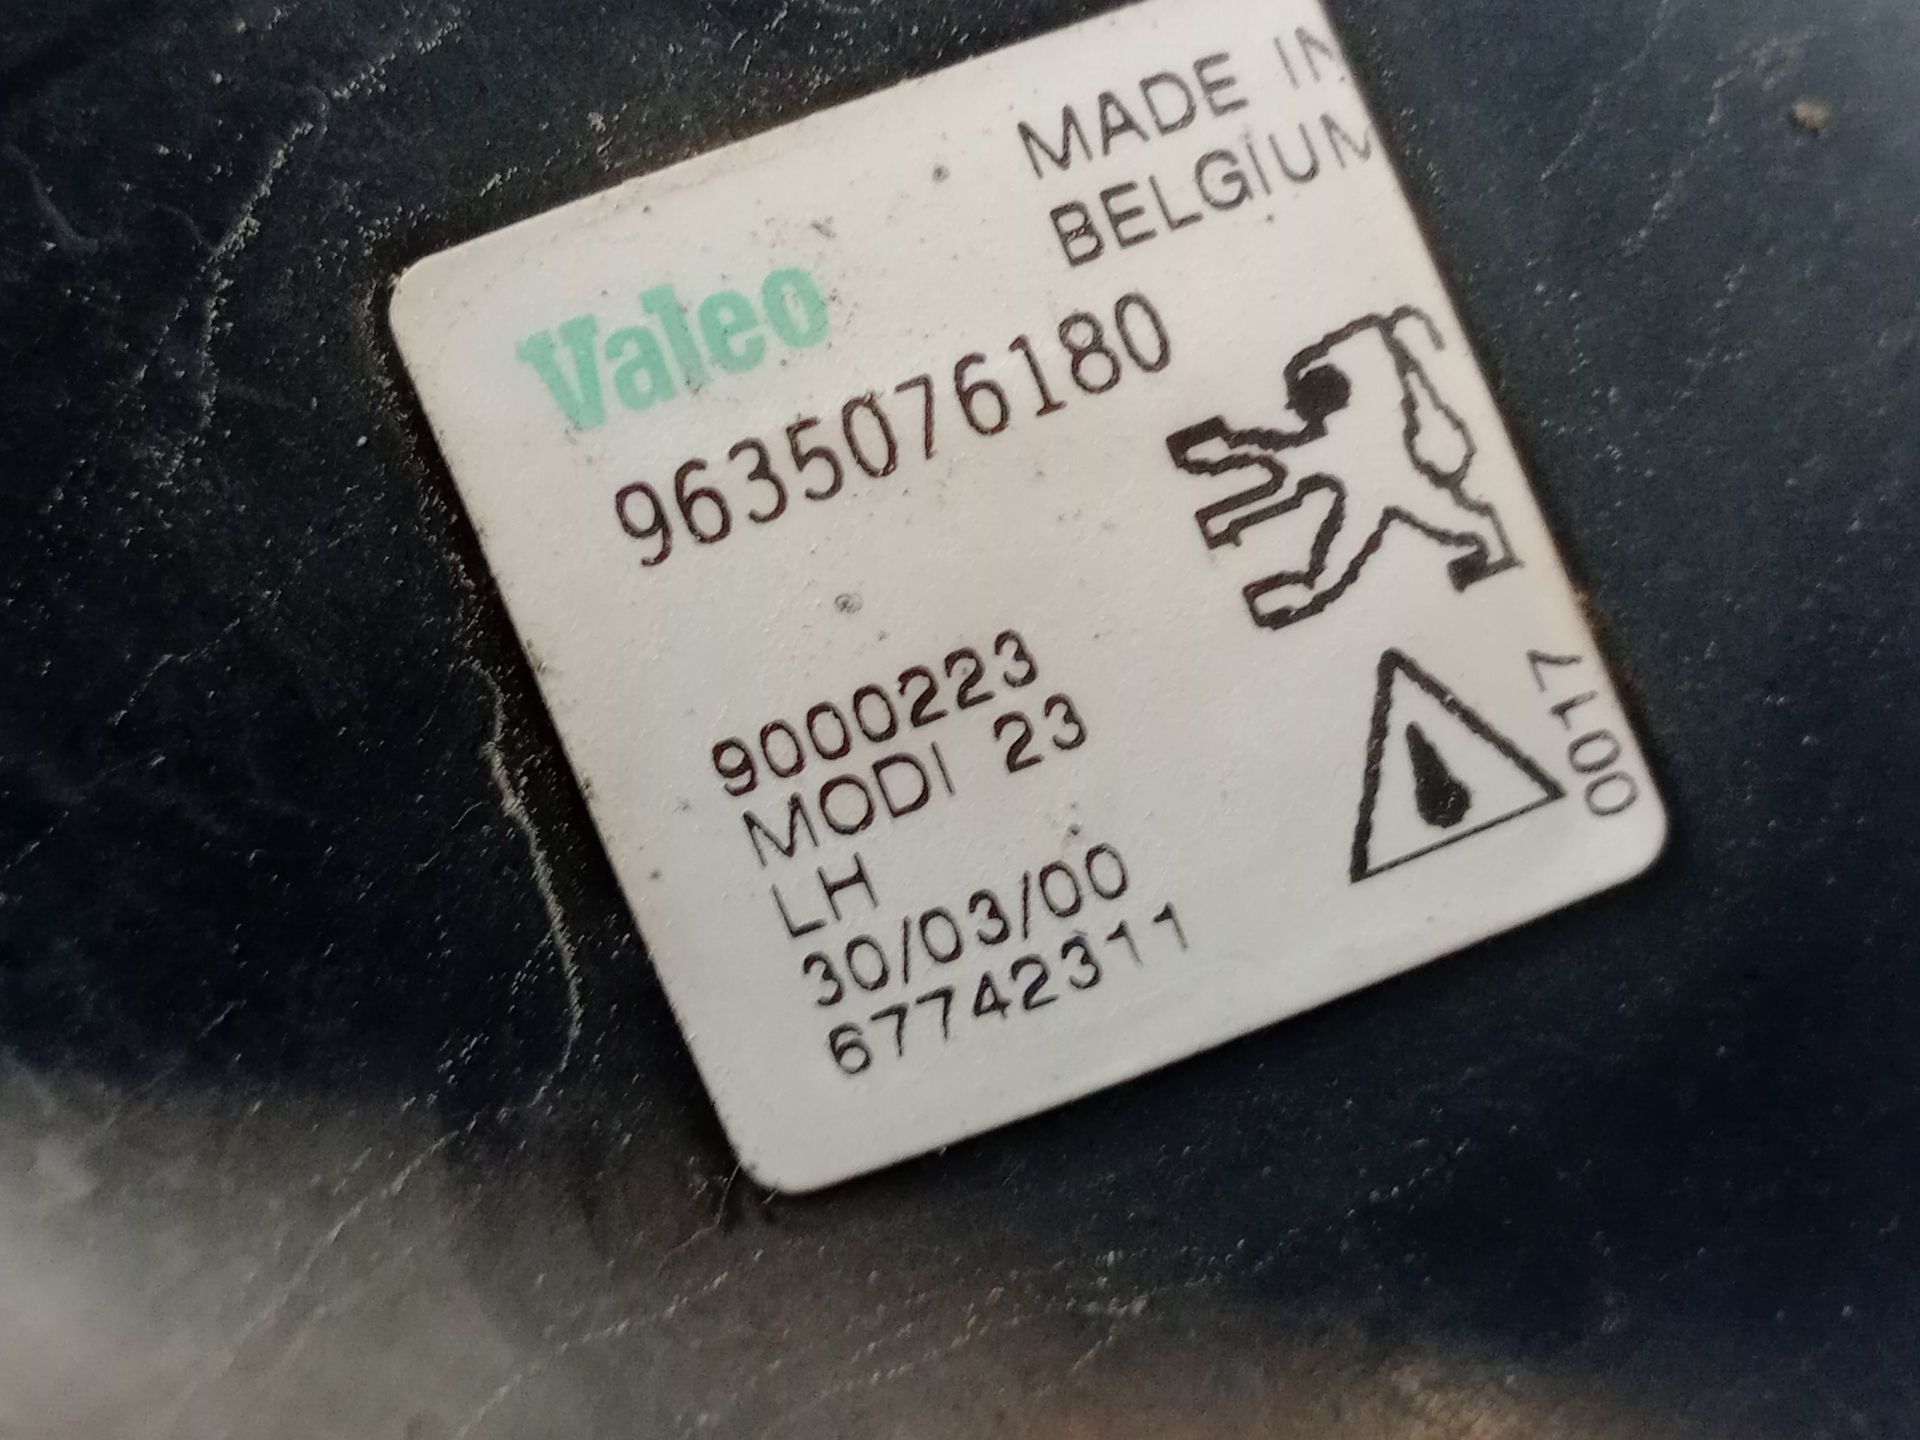 MADE IN
BELGIUM
Valeo
9635076180
9000223
MODI 23
LH
30/03/00
67742311
0017